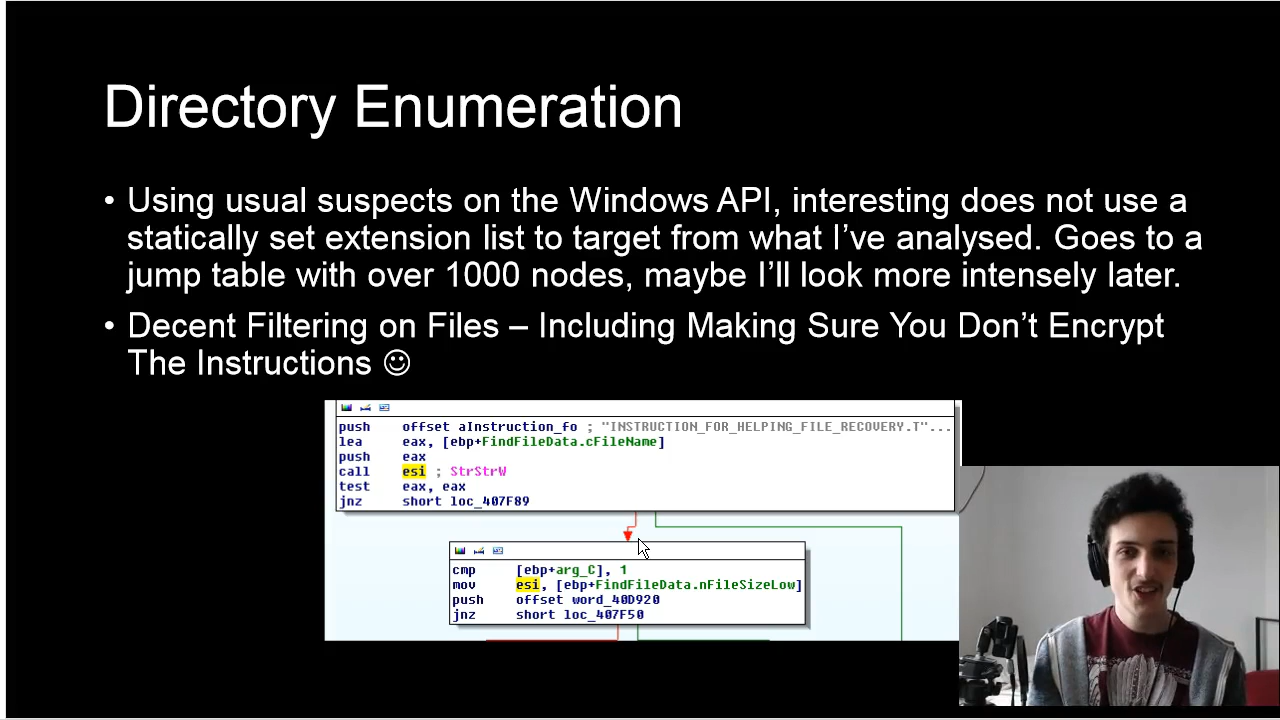 Directory Enumeration
• Using usual suspects on the Windows API, interesting does not use a
statically set extension list to target from what I’ve analysed. Goes to a
jump table with over 1000 nodes, maybe I’ll look more intensely later.
• Decent Filtering on Files – Including Making Sure You Don’t Encrypt
The Instructions ☺
push offset aInstruction_fo ; "INSTRUCTION_FOR_HELPING_FILE_RECOVERY.T"...
lea eax, [ebp+FindFileData.cFileName]
push eax
call esi ; StrStrW
test eax, eax
jnz short loc_407F89
cmp [ebp+arg_C], 1
mov esi, [ebp+FindFileData.nFileSizeLow]
push offset word_40D920
jnz short loc_407F50